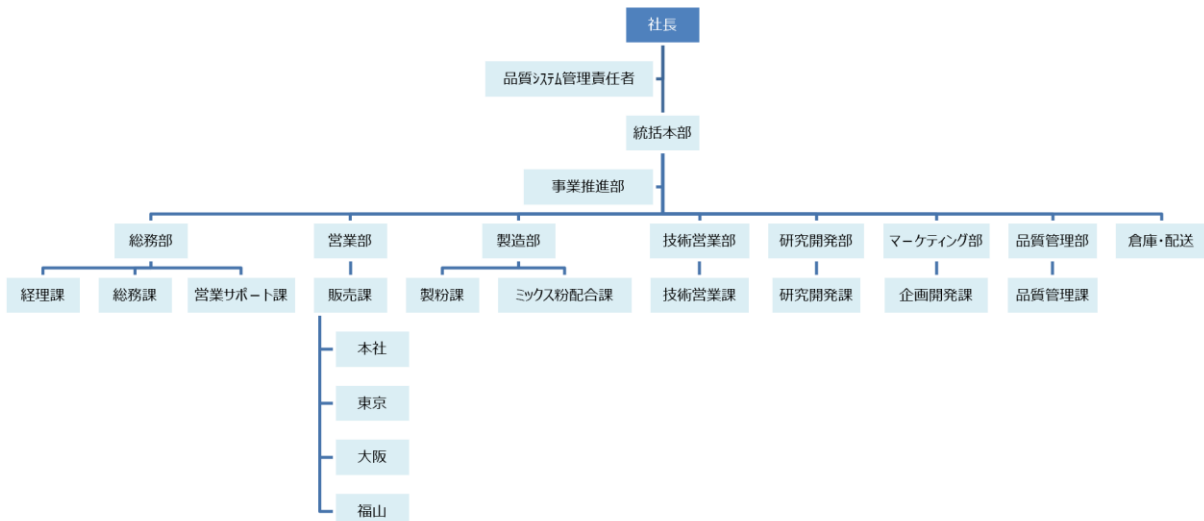 社長
品質ｼｽﾃﾑ管理責任者
統括本部
事業推進部
総務部
営業部
製造部
技術営業部
研究開発部
マーケティング部
品質管理部
倉庫・配送
経理課
総務課
営業サポート課
販売課
製粉課
ミックス粉配合課
技術営業課
研究開発課
企画開発課
品質管理課
本社
東京
大阪
福山